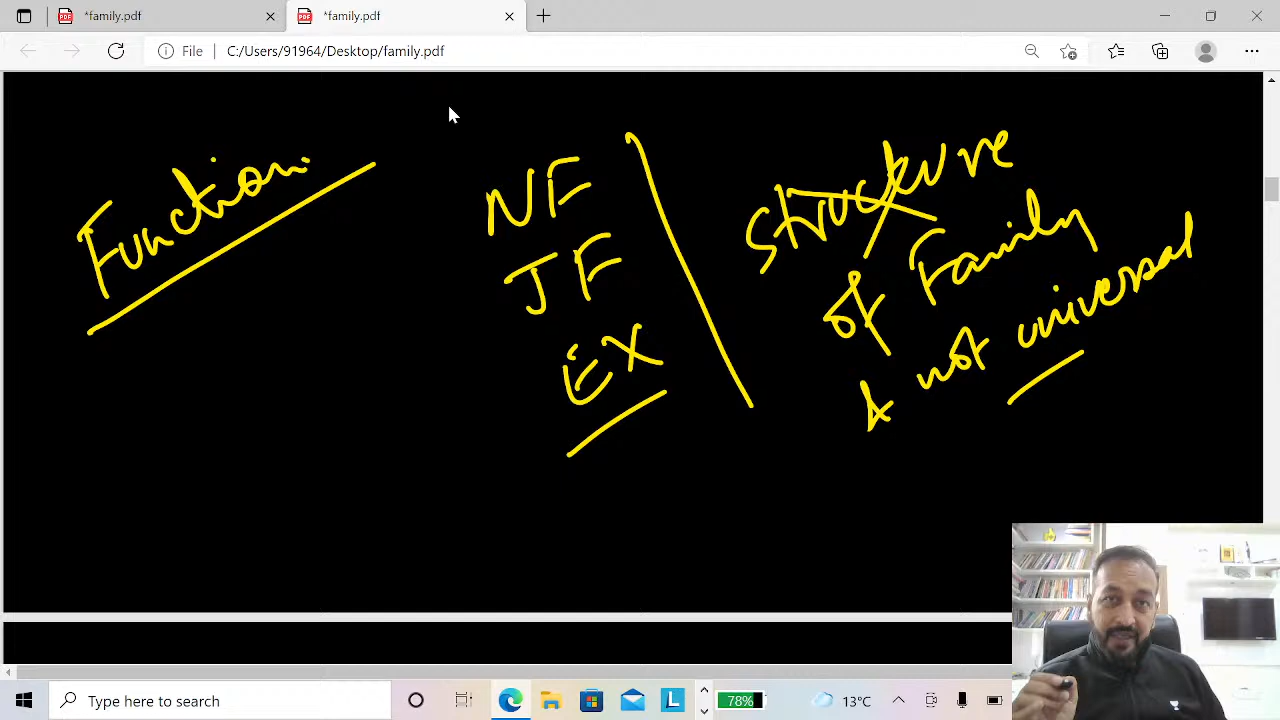 *family.pdf
*family.pdf
File
C:/Users/91964/Desktop/family.pdf
Function
NF
JF
EX
Structure
of Family
not universal
Type here to search
78%
13°C